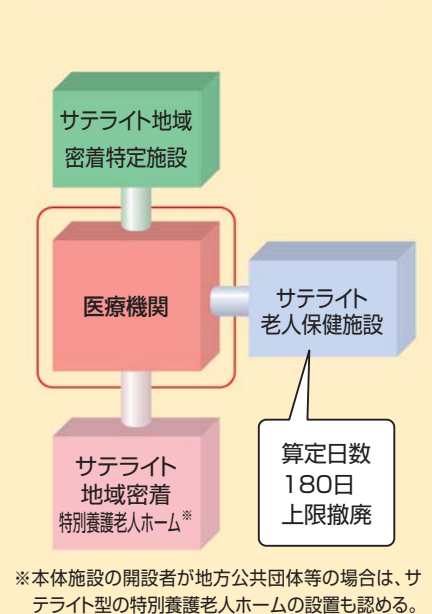 サテライト地域
密着特定施設
医療機関
サテライト
老人保健施設
サテライト
地域密着
特別養護老人ホーム※
算定日数
180日
上限撤廃
※本体施設の開設者が地方公共団体等の場合は、サ
テライト型の特別養護老人ホームの設置も認める。